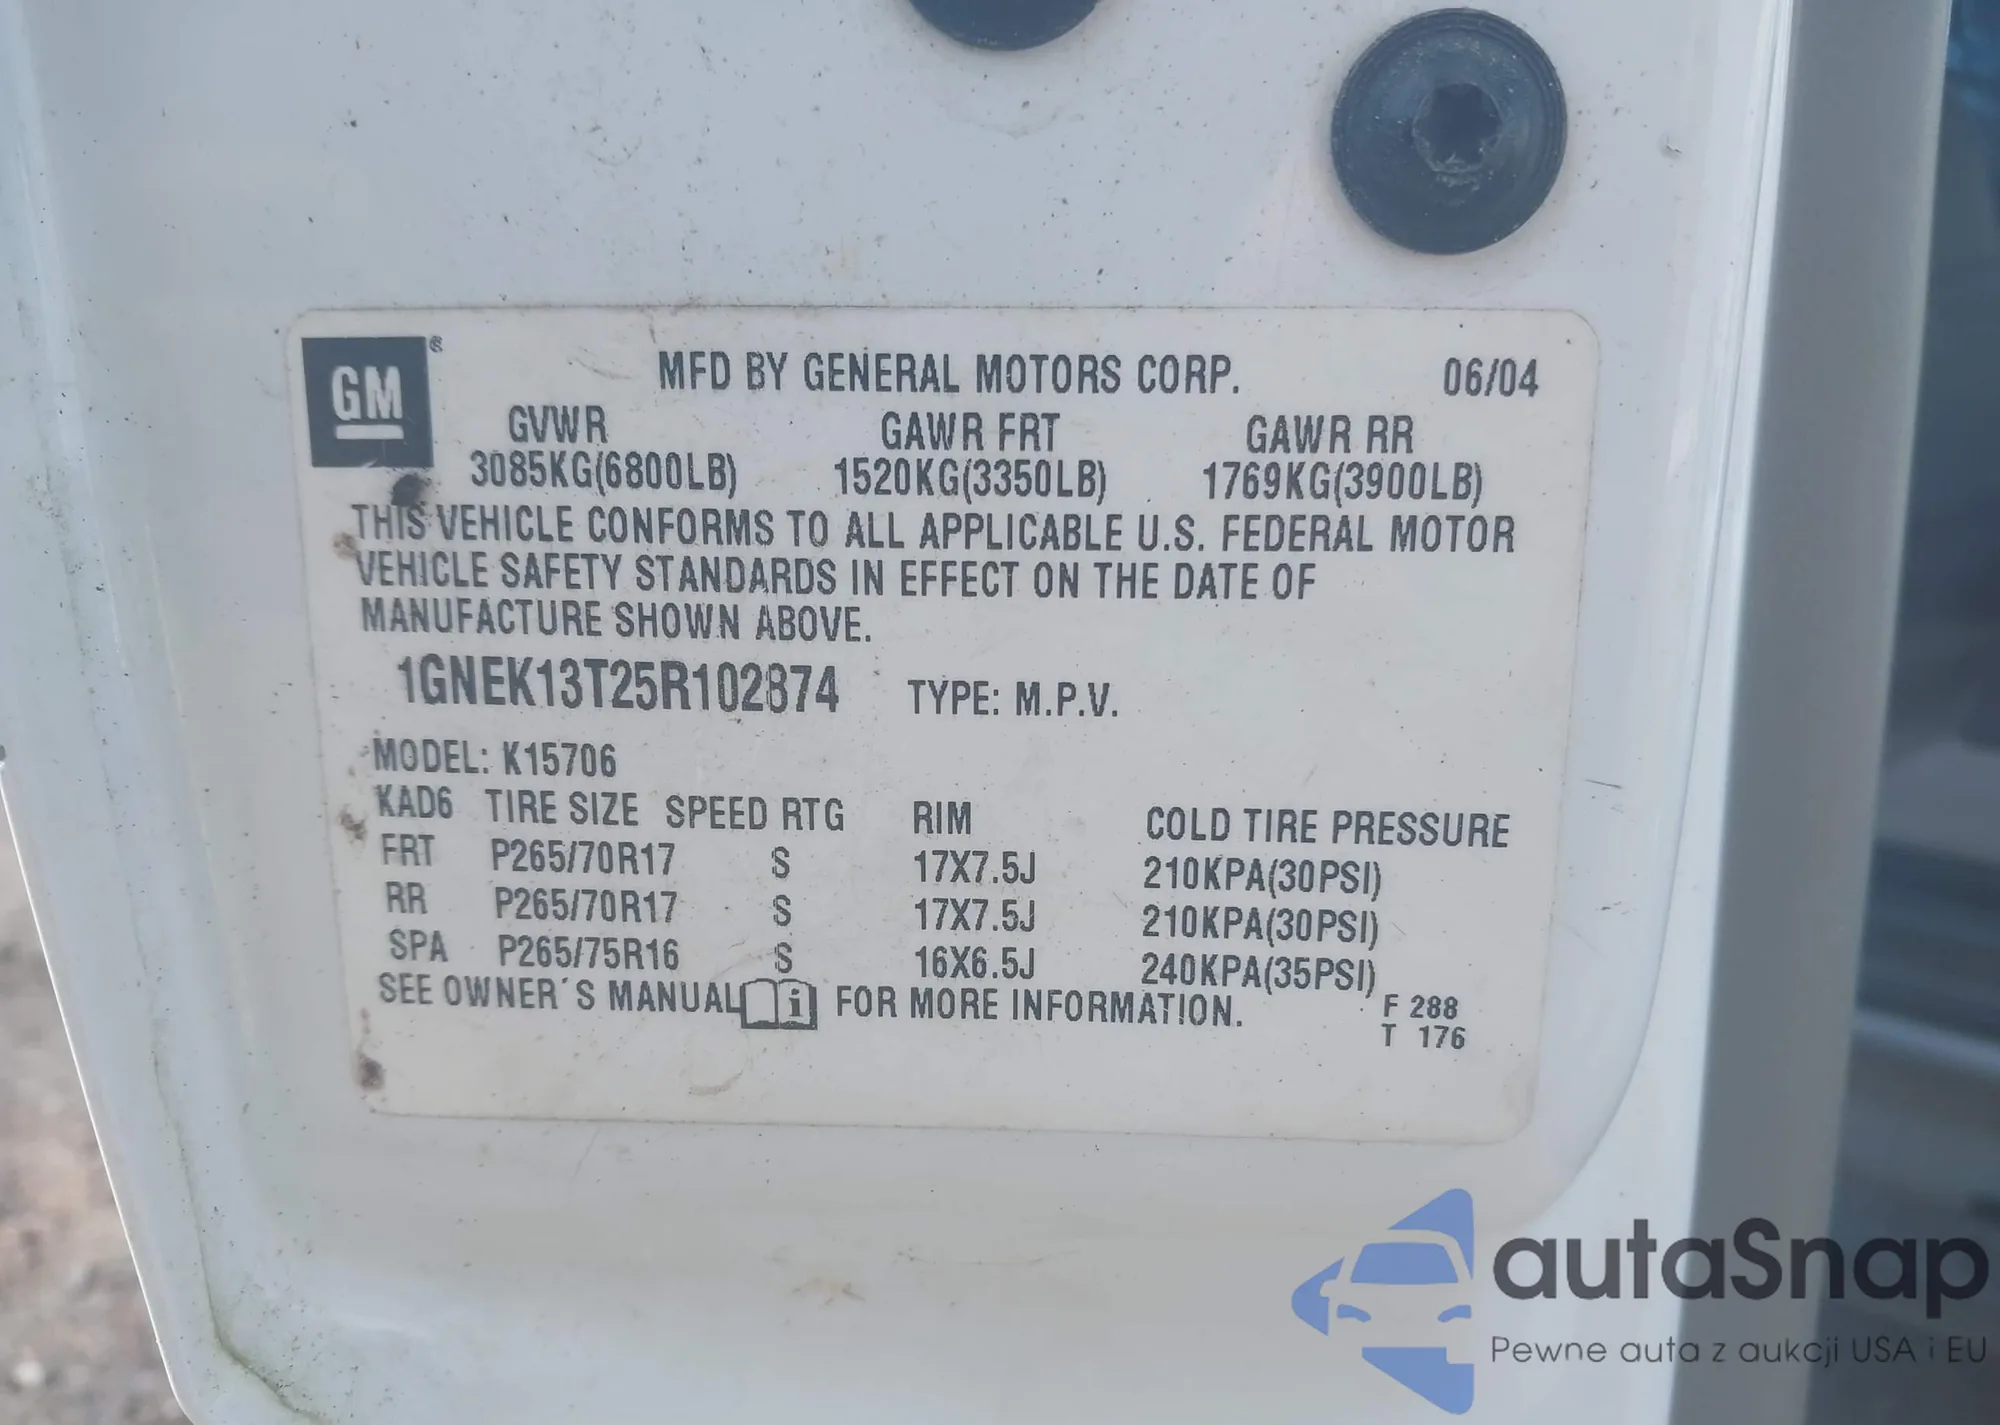 GM®
MFD BY GENERAL MOTORS CORP. 06/04
GVWR GAWR FRT GAWR RR
3085KG(6800LB) 1520KG(3350LB) 1769KG(3900LB)
THIS VEHICLE CONFORMS TO ALL APPLICABLE U.S. FEDERAL MOTOR
VEHICLE SAFETY STANDARDS IN EFFECT ON THE DATE OF
MANUFACTURE SHOWN ABOVE.
1GNEK13T25R102874 TYPE: M.P.V.
MODEL: K15706
KAD6 TIRE SIZE SPEED RTG RIM COLD TIRE PRESSURE
FRT P265/70R17 S 17X7.5J 210KPA(30PSI)
RR P265/70R17 S 17X7.5J 210KPA(30PSI)
SPA P265/75R16 S 16X6.5J 240KPA(35PSI)
SEE OWNER'S MANUAL i FOR MORE INFORMATION.
F 288
T 176
autaSnap
Pewne auta z aukcji USA i EU